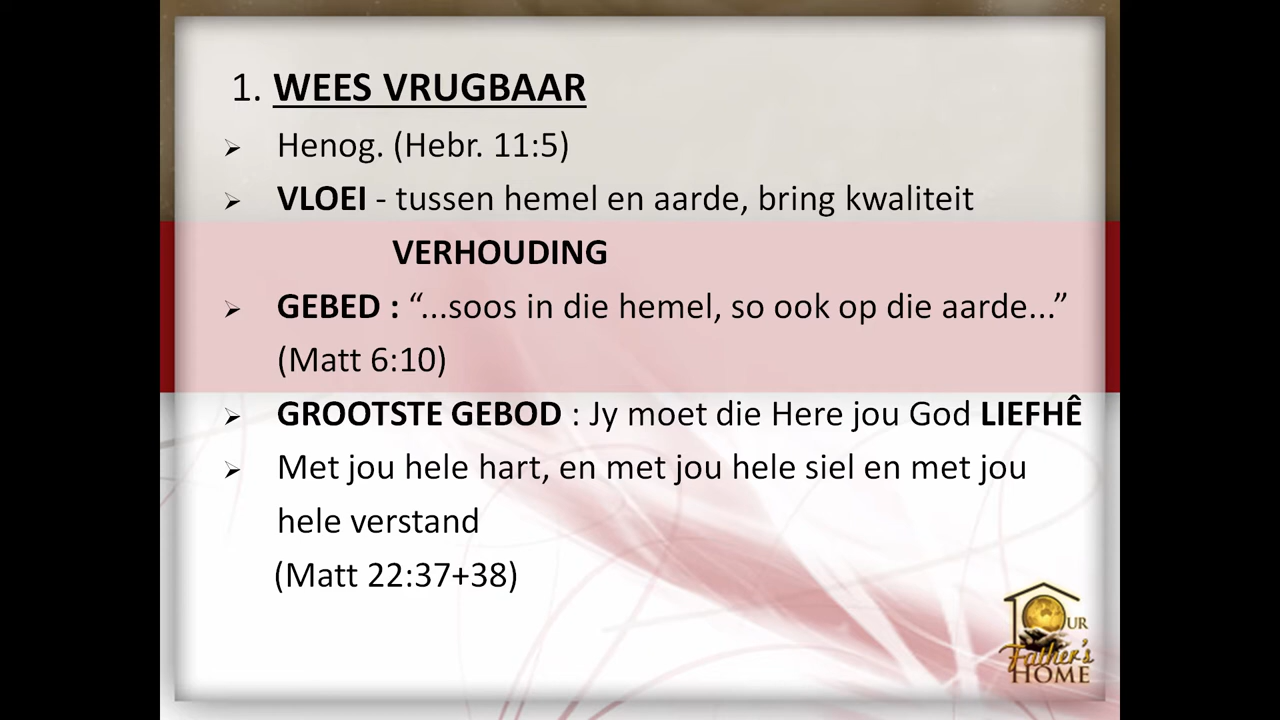 1. WEES VRUGBAAR
➢ Henog. (Hebr. 11:5)
➢ VLOEI - tussen hemel en aarde, bring kwaliteit
VERHOUDING
➢ GEBED : “...soos in die hemel, so ook op die aarde...”
(Matt 6:10)
➢ GROOTSTE GEBOD : Jy moet die Here jou God LIEFHÊ
➢ Met jou hele hart, en met jou hele siel en met jou
hele verstand
(Matt 22:37+38)
OUR
Father's
HOME